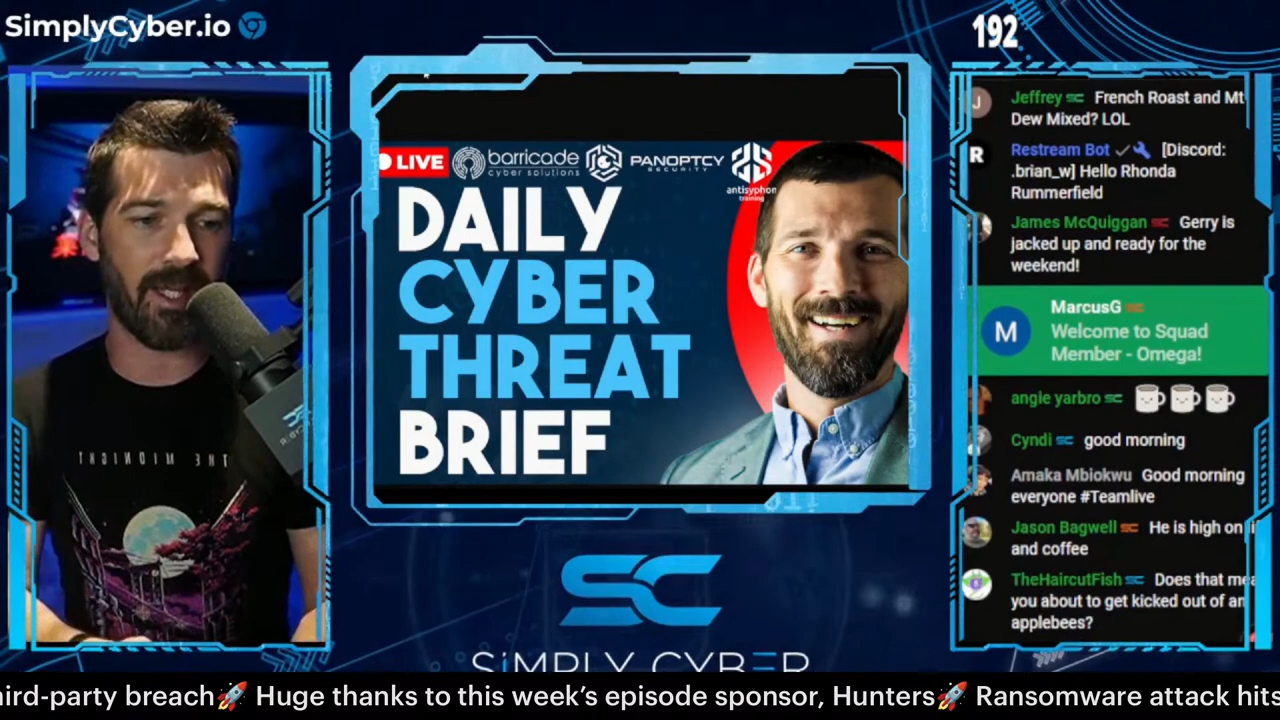 SimplyCyber.io
192
LIVE
barricade
cyber solutions
PANOPTCY
SECURITY
antisyphon
training
DAILY
CYBER
THREAT
BRIEF
THE MIDNIGHT
Jeffrey French Roast and Mt
Dew Mixed? LOL
Restream Bot [Discord:
.brian_w] Hello Rhonda
Rummerfield
James McQuiggan Gerry is
jacked up and ready for the
weekend!
M
MarcusG
Welcome to Squad
Member - Omega!
angie yarbro
Cyndi good morning
Amaka Mbiokwu Good morning
everyone #Teamlive
Jason Bagwell He is high on
and coffee
TheHaircutFish Does that
you about to get kicked out of
applebees?
SC
SIMPLY CYBER
third-party breach🚀 Huge thanks to this week’s episode sponsor, Hunters🚀 Ransomware attack hits